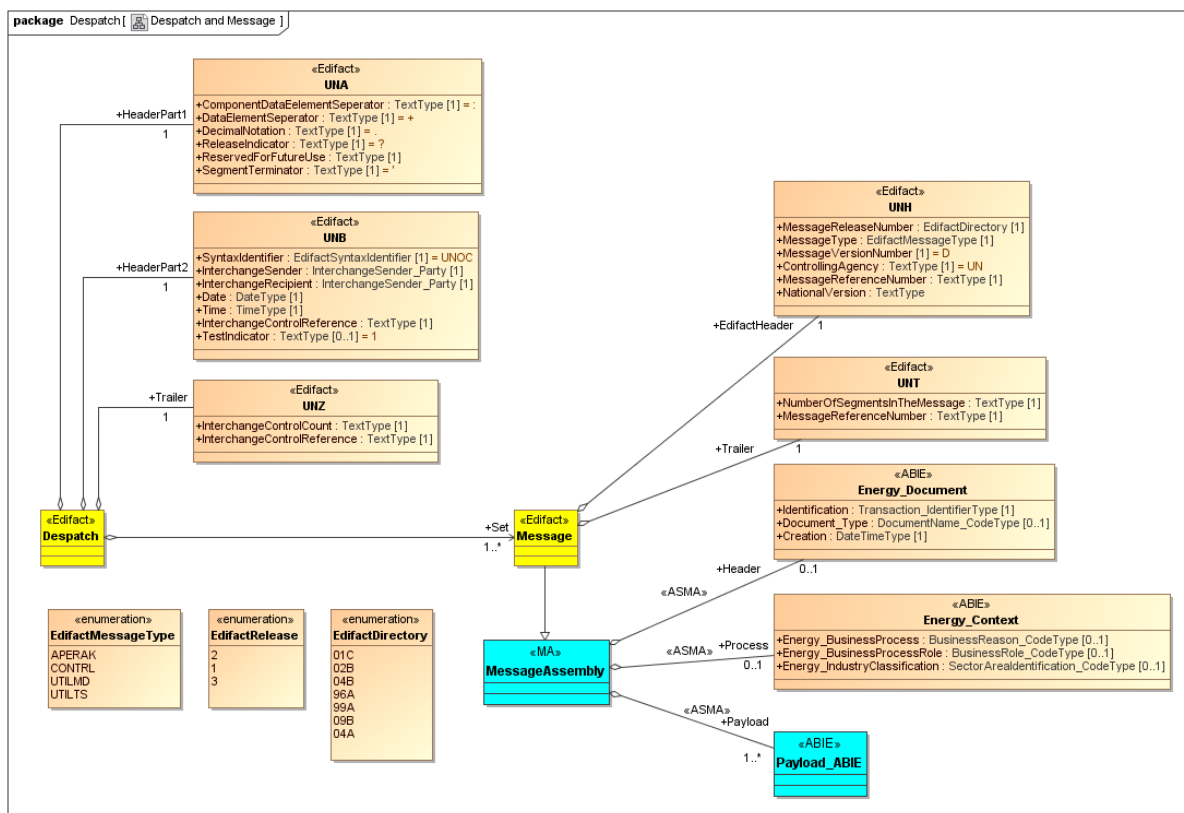 package Despatch [ Despatch and Message ]
«Edifact»
UNA
+ComponentDataEelementSeperator : TextType [1] = :
+DataElementSeperator : TextType [1] = +
+DecimalNotation : TextType [1] = .
+ReleaseIndicator : TextType [1] = ?
+ReservedForFutureUse : TextType [1]
+SegmentTerminator : TextType [1] = '
+HeaderPart1
1
«Edifact»
UNB
+SyntaxIdentifier : EdifactSyntaxIdentifier [1] = UNOC
+InterchangeSender : InterchangeSender_Party [1]
+InterchangeRecipient : InterchangeSender_Party [1]
+Date : DateType [1]
+Time : TimeType [1]
+InterchangeControlReference : TextType [1]
+TestIndicator : TextType [0..1] = 1
+HeaderPart2
1
«Edifact»
UNZ
+InterchangeControlCount : TextType [1]
+InterchangeControlReference : TextType [1]
+Trailer
1
«Edifact»
UNH
+MessageReleaseNumber : EdifactDirectory [1]
+MessageType : EdifactMessageType [1]
+MessageVersionNumber [1] = D
+ControllingAgency : TextType [1] = UN
+MessageReferenceNumber : TextType [1]
+NationalVersion : TextType
+EdifactHeader
1
«Edifact»
UNT
+NumberOfSegmentsInTheMessage : TextType [1]
+MessageReferenceNumber : TextType [1]
+Trailer
1
«ABIE»
Energy_Document
+Identification : Transaction_IdentifierType [1]
+Document_Type : DocumentName_CodeType [0..1]
+Creation : DateTimeType [1]
«Edifact»
Despatch
+Set
1..*
«Edifact»
Message
+Header
0..1
«ASMA»
«ABIE»
Energy_Context
+Energy_BusinessProcess : BusinessReason_CodeType [0..1]
+Energy_BusinessProcessRole : BusinessRole_CodeType [0..1]
+Energy_IndustryClassification : SectorAreaIdentification_CodeType [0..1]
«enumeration»
EdifactMessageType
APERAK
CONTRL
UTILMD
UTILTS
«enumeration»
EdifactRelease
2
1
3
«enumeration»
EdifactDirectory
01C
02B
04B
96A
99A
09B
04A
«MA»
MessageAssembly
«ASMA»
+Process
0..1
«ASMA»
+Payload
1..*
«ABIE»
Payload_ABIE